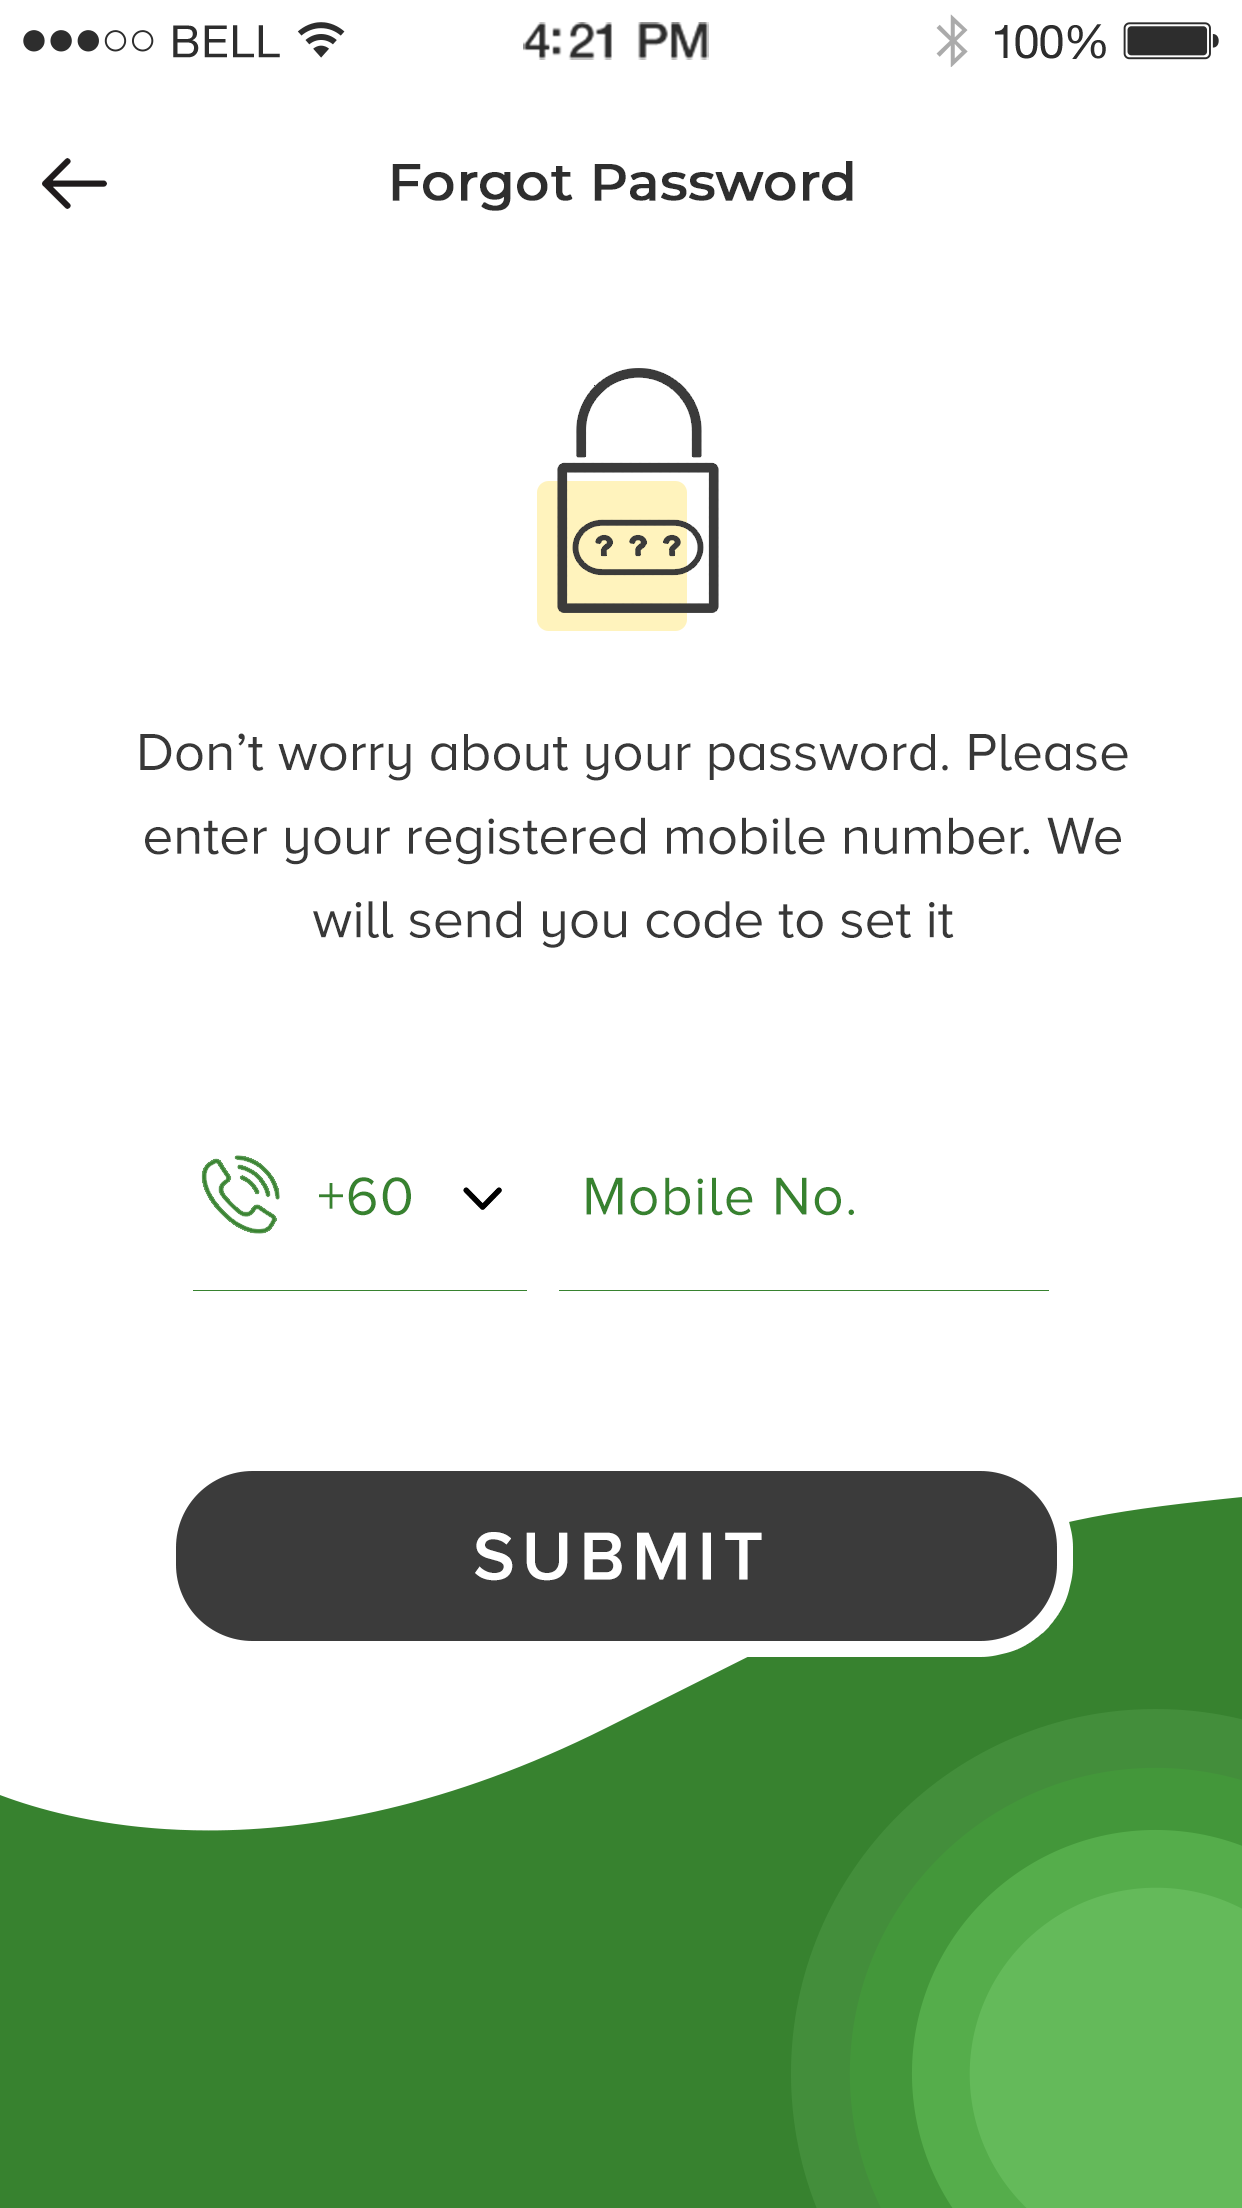 BELL 4:21 PM 100%
Forgot Password
? ? ?
Don’t worry about your password. Please
enter your registered mobile number. We
will send you code to set it
+60 Mobile No.
SUBMIT